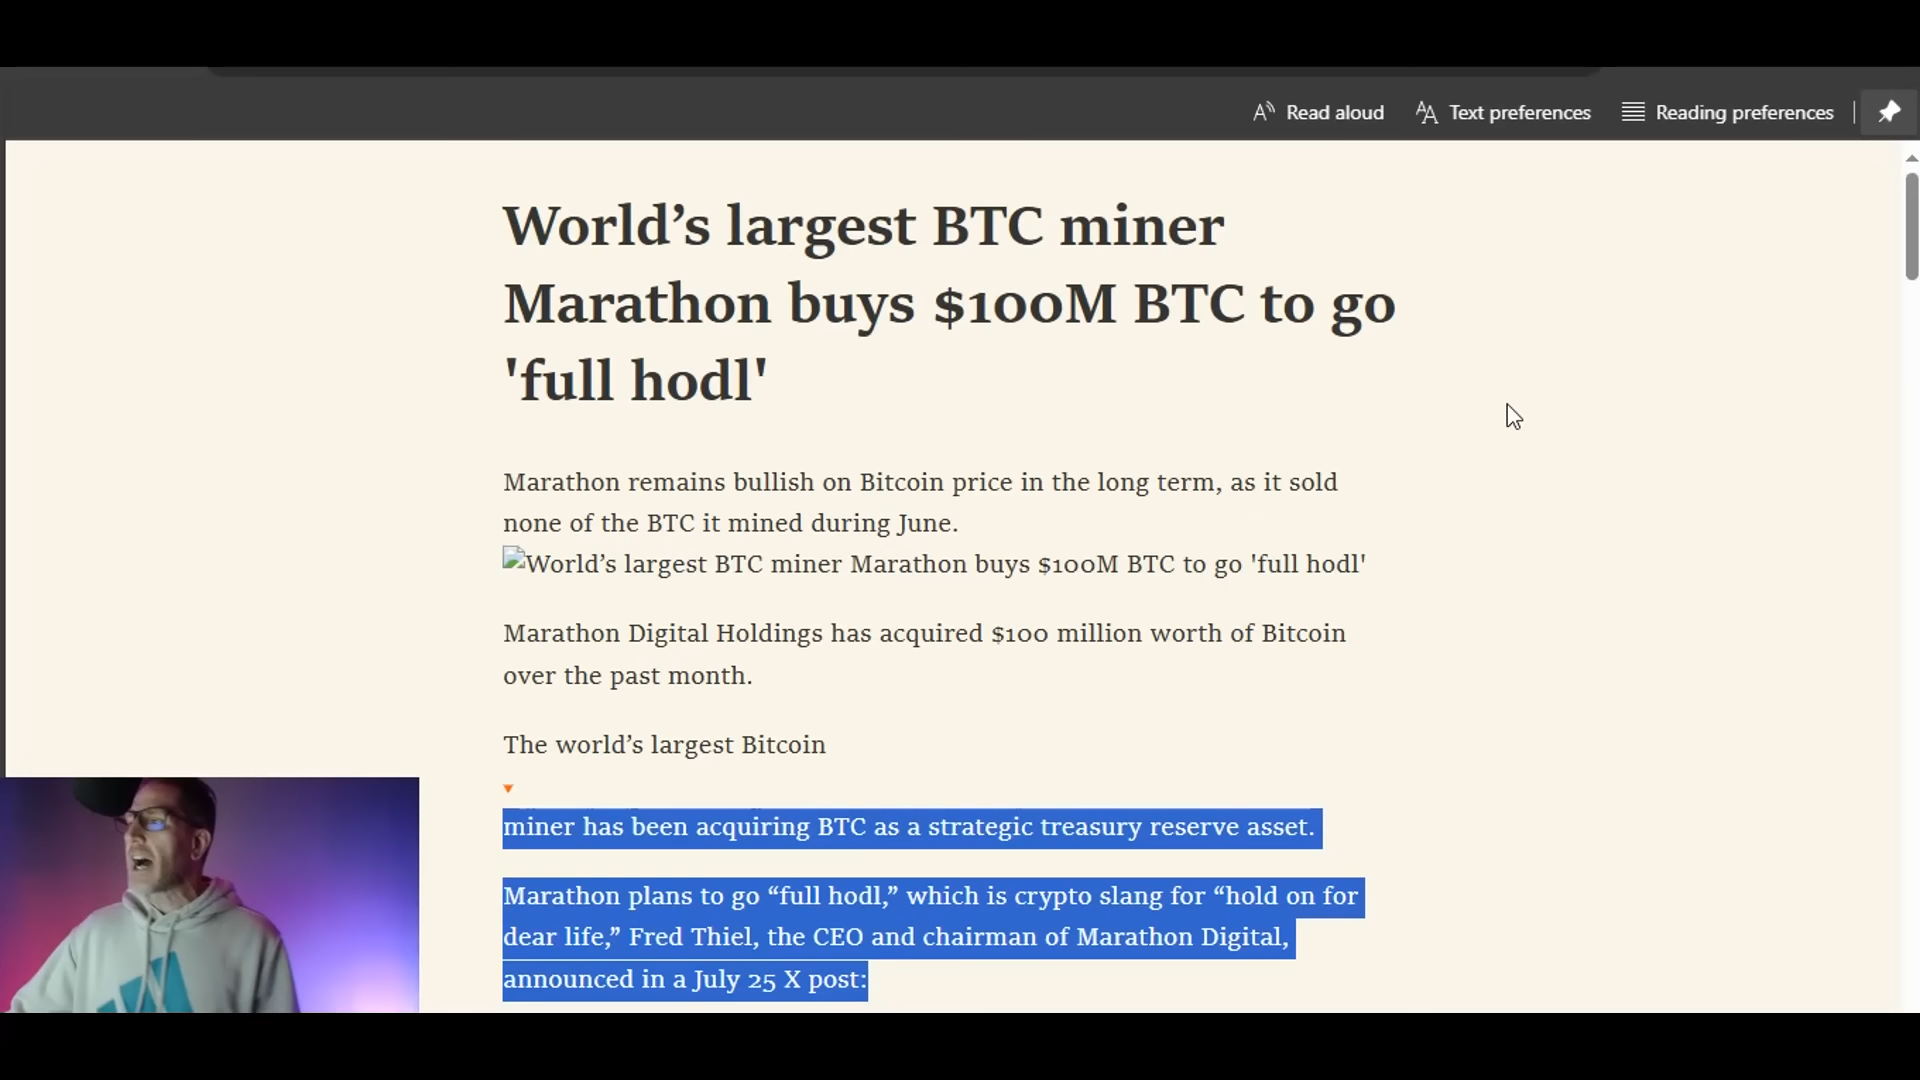 Read aloud
Text preferences
Reading preferences
World’s largest BTC miner
Marathon buys $100M BTC to go
'full hodl'
Marathon remains bullish on Bitcoin price in the long term, as it sold
none of the BTC it mined during June.
World’s largest BTC miner Marathon buys $100M BTC to go 'full hodl'
Marathon Digital Holdings has acquired $100 million worth of Bitcoin
over the past month.
The world’s largest Bitcoin
miner has been acquiring BTC as a strategic treasury reserve asset.
Marathon plans to go “full hodl,” which is crypto slang for “hold on for
dear life,” Fred Thiel, the CEO and chairman of Marathon Digital,
announced in a July 25 X post: